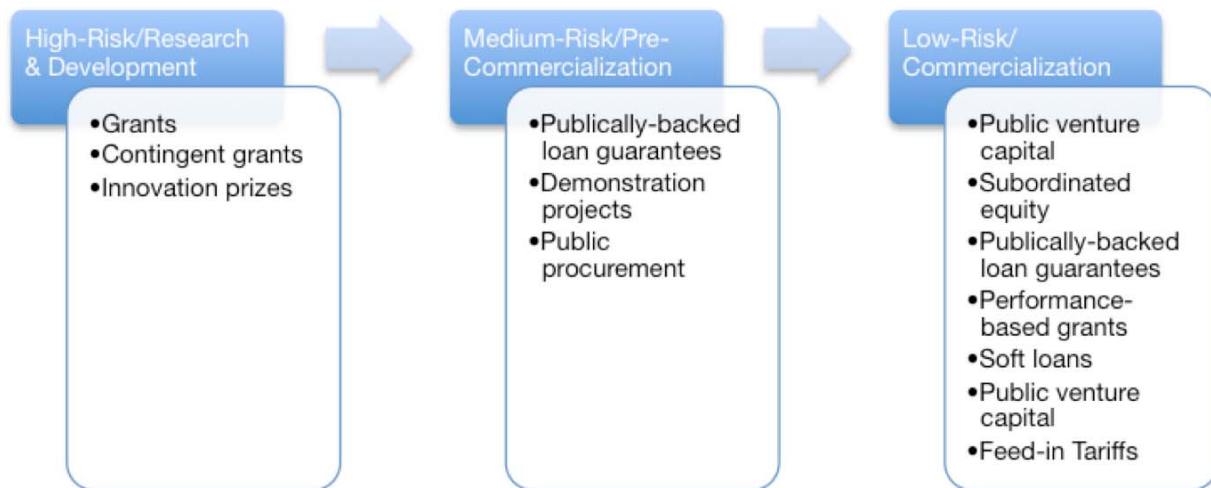 High-Risk/Research
& Development
•Grants
•Contingent grants
•Innovation prizes
Medium-Risk/Pre-
Commercialization
•Publically-backed
loan guarantees
•Demonstration
projects
•Public
procurement
Low-Risk/
Commercialization
•Public venture
capital
•Subordinated
equity
•Publically-backed
loan guarantees
•Performance-
based grants
•Soft loans
•Public venture
capital
•Feed-in Tariffs